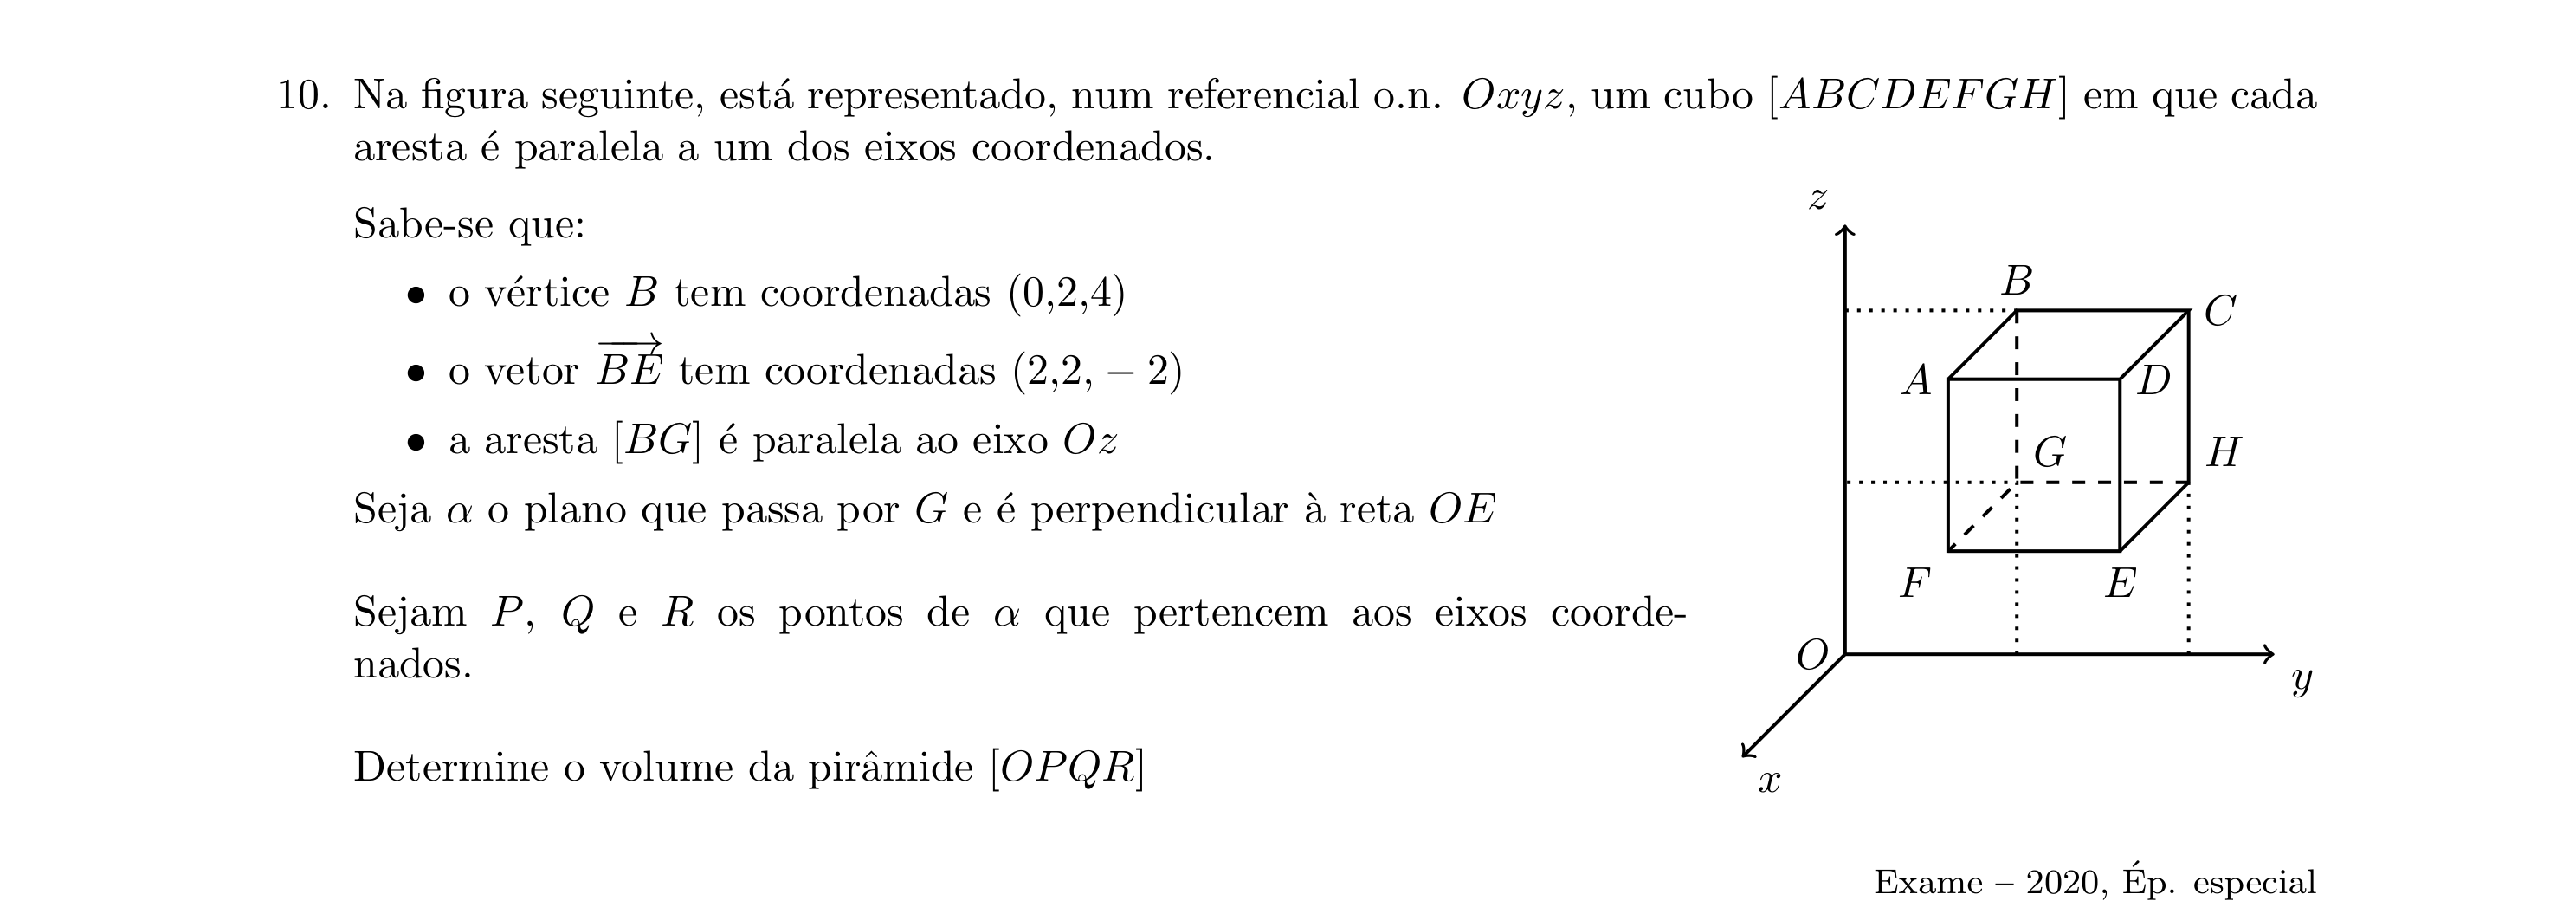 10. Na figura seguinte, está representado, num referencial o.n. Oxyz, um cubo [ABCDEFGH] em que cada
aresta é paralela a um dos eixos coordenados.
Sabe-se que:
• o vértice B tem coordenadas (0,2,4)
• o vetor \overrightarrow{BE} tem coordenadas (2,2, − 2)
• a aresta [BG] é paralela ao eixo Oz
Seja α o plano que passa por G e é perpendicular à reta OE
Sejam P, Q e R os pontos de α que pertencem aos eixos coorde-
nados.
Determine o volume da pirâmide [OPQR]
z
B
C
A
D
G
H
F
E
O
y
x
Exame – 2020, Ép. especial